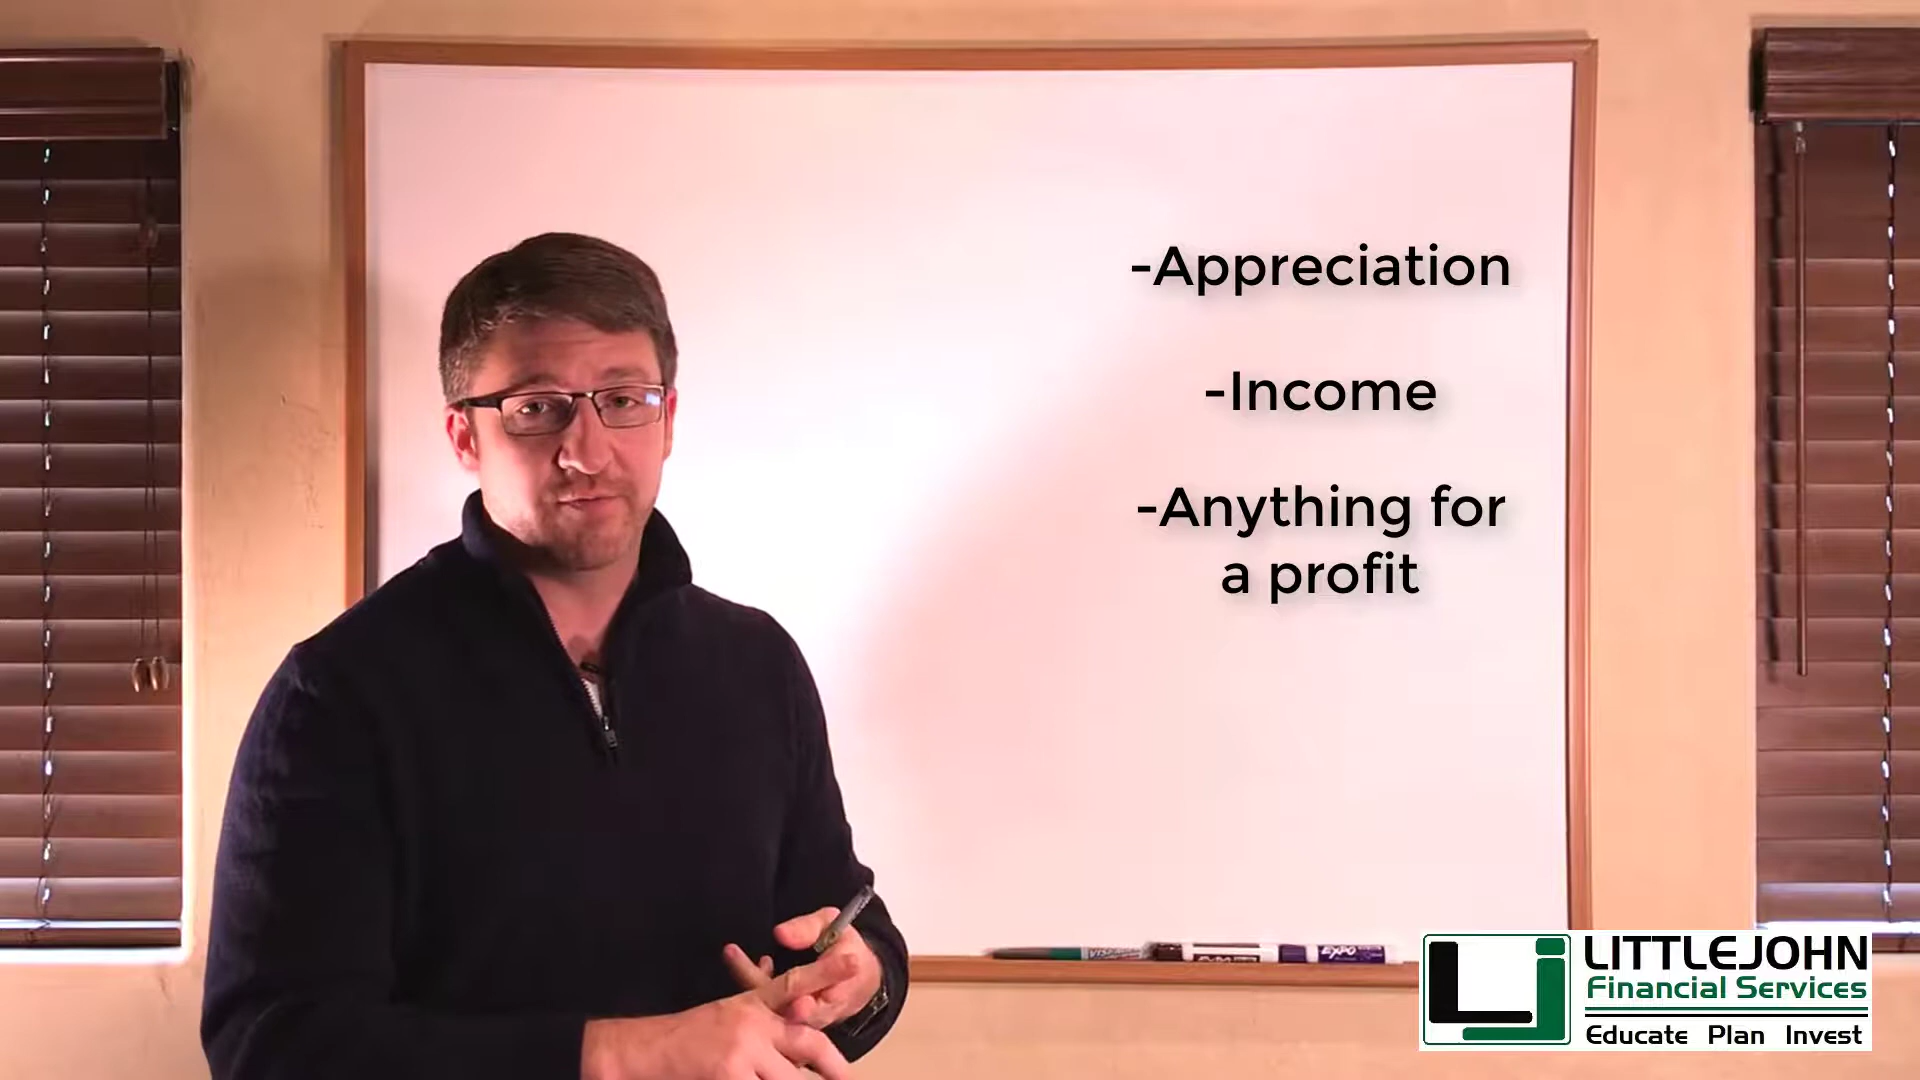 -Appreciation
-Income
-Anything for
a profit
EXPO
LITTLEJOHN
Financial Services
Educate Plan Invest